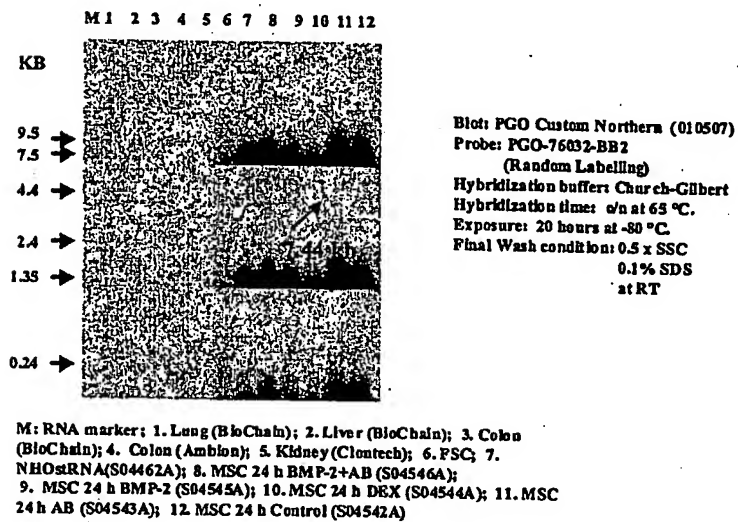 M 1 2 3 4 5 6 7 8 9 10 11 12
KB
9.5
7.5
4.4
2.4
1.35
0.24
Blot: PGO Custom Northern (010507)
Probe: PGO-76032-BB2
(Random Labelling)
Hybridization buffer: Church-Gilbert
Hybridization time: o/n at 65 °C.
Exposure: 20 hours at -80 °C.
Final Wash condition: 0.5 x SSC
0.1% SDS
at RT
M: RNA marker; 1. Lung (BioChain); 2. Liver (BioChain); 3. Colon
(BioChain); 4. Colon (Ambion); 5. Kidney (Clontech); 6. FSC; 7.
NHOstRNA(S04462A); 8. MSC 24 h BMP-2+AB (S04546A);
9. MSC 24 h BMP-2 (S04545A); 10. MSC 24 h DEX (S04544A); 11. MSC
24 h AB (S04543A); 12. MSC 24 h Control (S04542A)